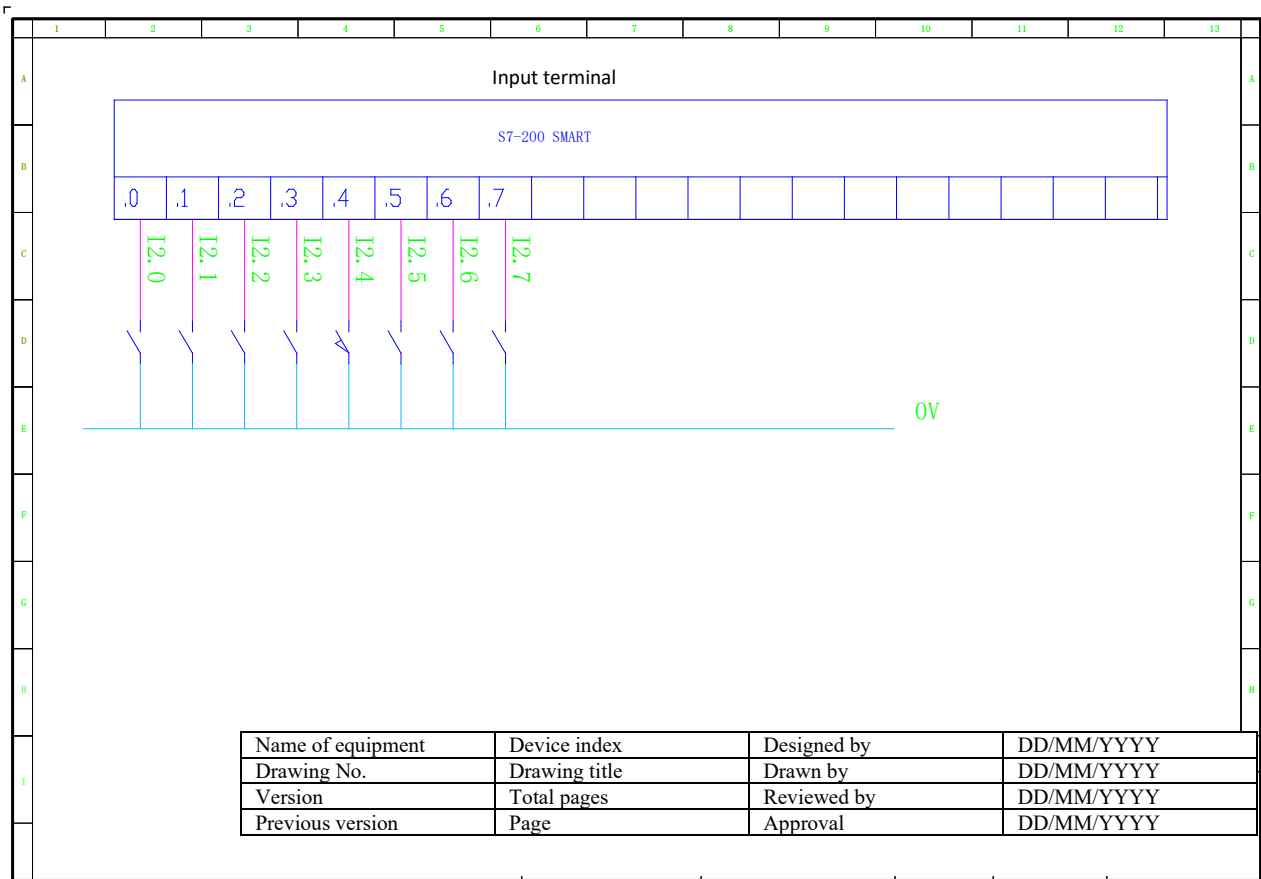 1 2 3 4 5 6 7 8 9 10 11 12 13
Input terminal
A A
S7-200 SMART
B B
.0 .1 .2 .3 .4 .5 .6 .7
I2.0 I2.1 I2.2 I2.3 I2.4 I2.5 I2.6 I2.7
C C
D D
0V
E E
F F
G G
H H
Name of equipment Device index Designed by DD/MM/YYYY
Drawing No. Drawing title Drawn by DD/MM/YYYY
I
Version Total pages Reviewed by DD/MM/YYYY
Previous version Page Approval DD/MM/YYYY